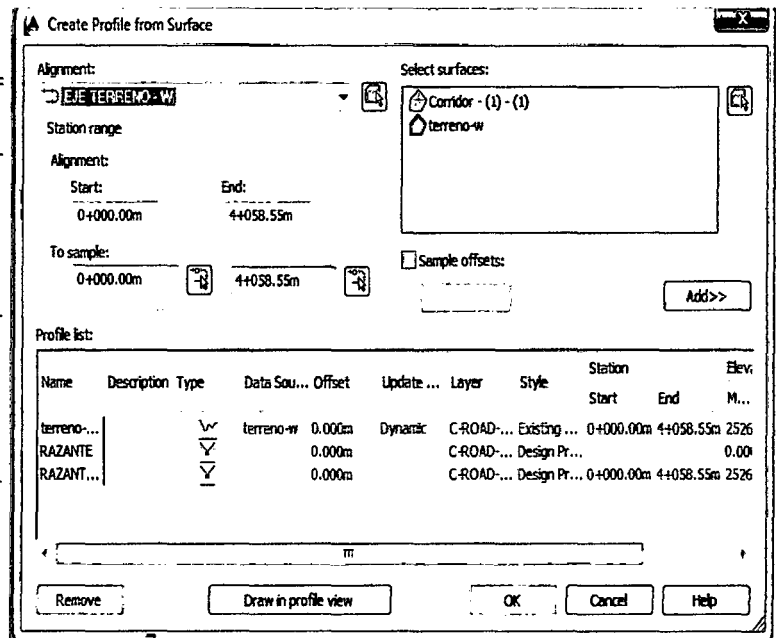 Create Profile from Surface
X
Alignment:
EJE TERRENO - W
Select surfaces:
Corridor - (1) - (1)
terreno-w
Station range
Alignment:
Start: End:
0+000.00m 4+058.55m
To sample:
0+000.00m 4+058.55m
Sample offsets:
Add>>
Profile list:
Name Description Type Data Sou... Offset Update ... Layer Style Station Start End Elev. M...
terreno-... terreno-w 0.000m Dynamic C-ROAD-... Existing ... 0+000.00m 4+058.55m 2526
RAZANTE 0.000m C-ROAD-... Design Pr... 0.00
RAZANT... 0.000m C-ROAD-... Design Pr... 0+000.00m 4+058.55m 2526
Remove Draw in profile view OK Cancel Help